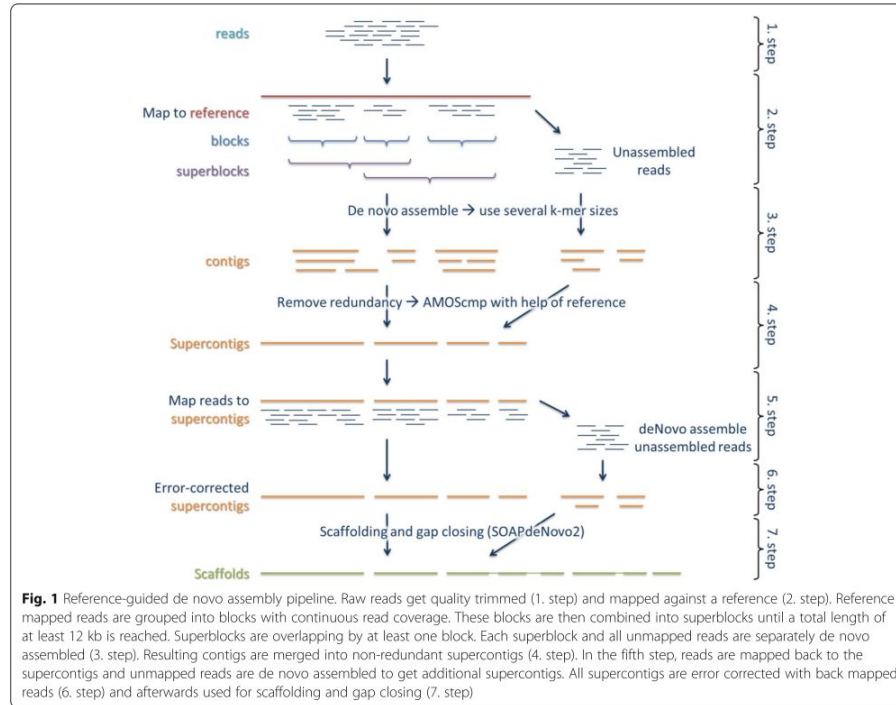 reads
1. step
Map to reference
blocks
superblocks
Unassembled
reads
2. step
De novo assemble → use several k-mer sizes
contigs
3. step
Remove redundancy → AMOScmp with help of reference
Supercontigs
4. step
Map reads to
supercontigs
deNovo assemble
unassembled reads
5. step
Error-corrected
supercontigs
6. step
Scaffolding and gap closing (SOAPdeNovo2)
Scaffolds
7. step
Fig. 1 Reference-guided de novo assembly pipeline. Raw reads get quality trimmed (1. step) and mapped against a reference (2. step). Reference
mapped reads are grouped into blocks with continuous read coverage. These blocks are then combined into superblocks until a total length of
at least 12 kb is reached. Superblocks are overlapping by at least one block. Each superblock and all unmapped reads are separately de novo
assembled (3. step). Resulting contigs are merged into non-redundant supercontigs (4. step). In the fifth step, reads are mapped back to the
supercontigs and unmapped reads are de novo assembled to get additional supercontigs. All supercontigs are error corrected with back mapped
reads (6. step) and afterwards used for scaffolding and gap closing (7. step)